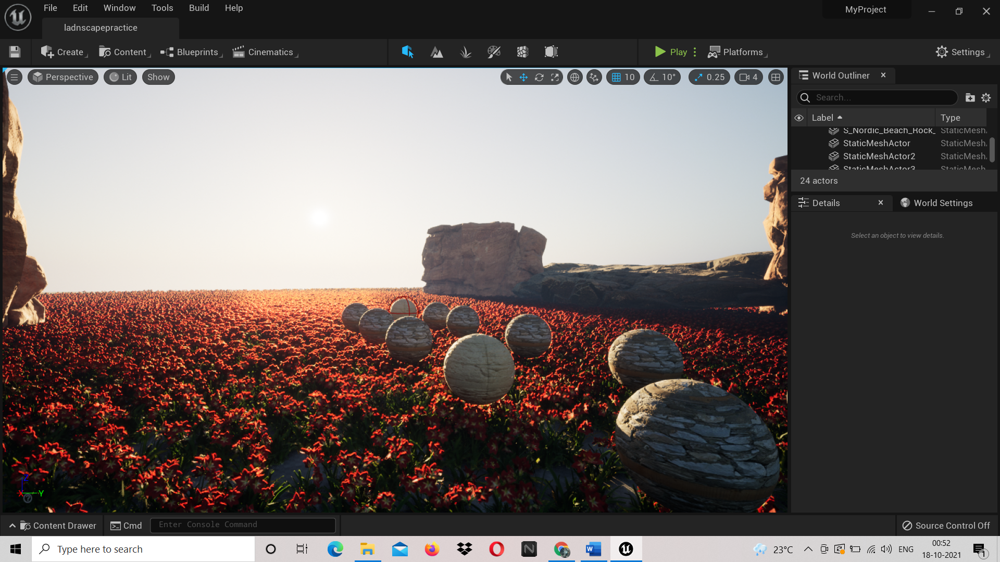 File Edit Window Tools Build Help
MyProject
ladnscapepractice
Create Content Blueprints Cinematics Play Platforms Settings
Perspective Lit Show 10 10° 0.25 4
World Outliner
Search...
Label Type
S_Nordic_Beach_Rock_ StaticMesh
StaticMeshActor StaticMesh
StaticMeshActor2 StaticMesh
StaticMeshActor3 StaticMesh
24 actors
Details World Settings
Select an object to view details.
Z
X Y
Content Drawer Cmd Enter Console Command Source Control Off
Type here to search
23°C ENG
00:52
18-10-2021
1